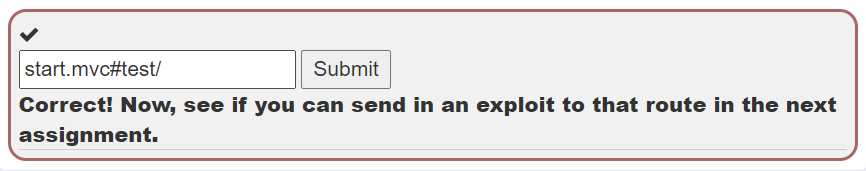 start.mvc#test/ Submit
Correct! Now, see if you can send in an exploit to that route in the next
assignment.